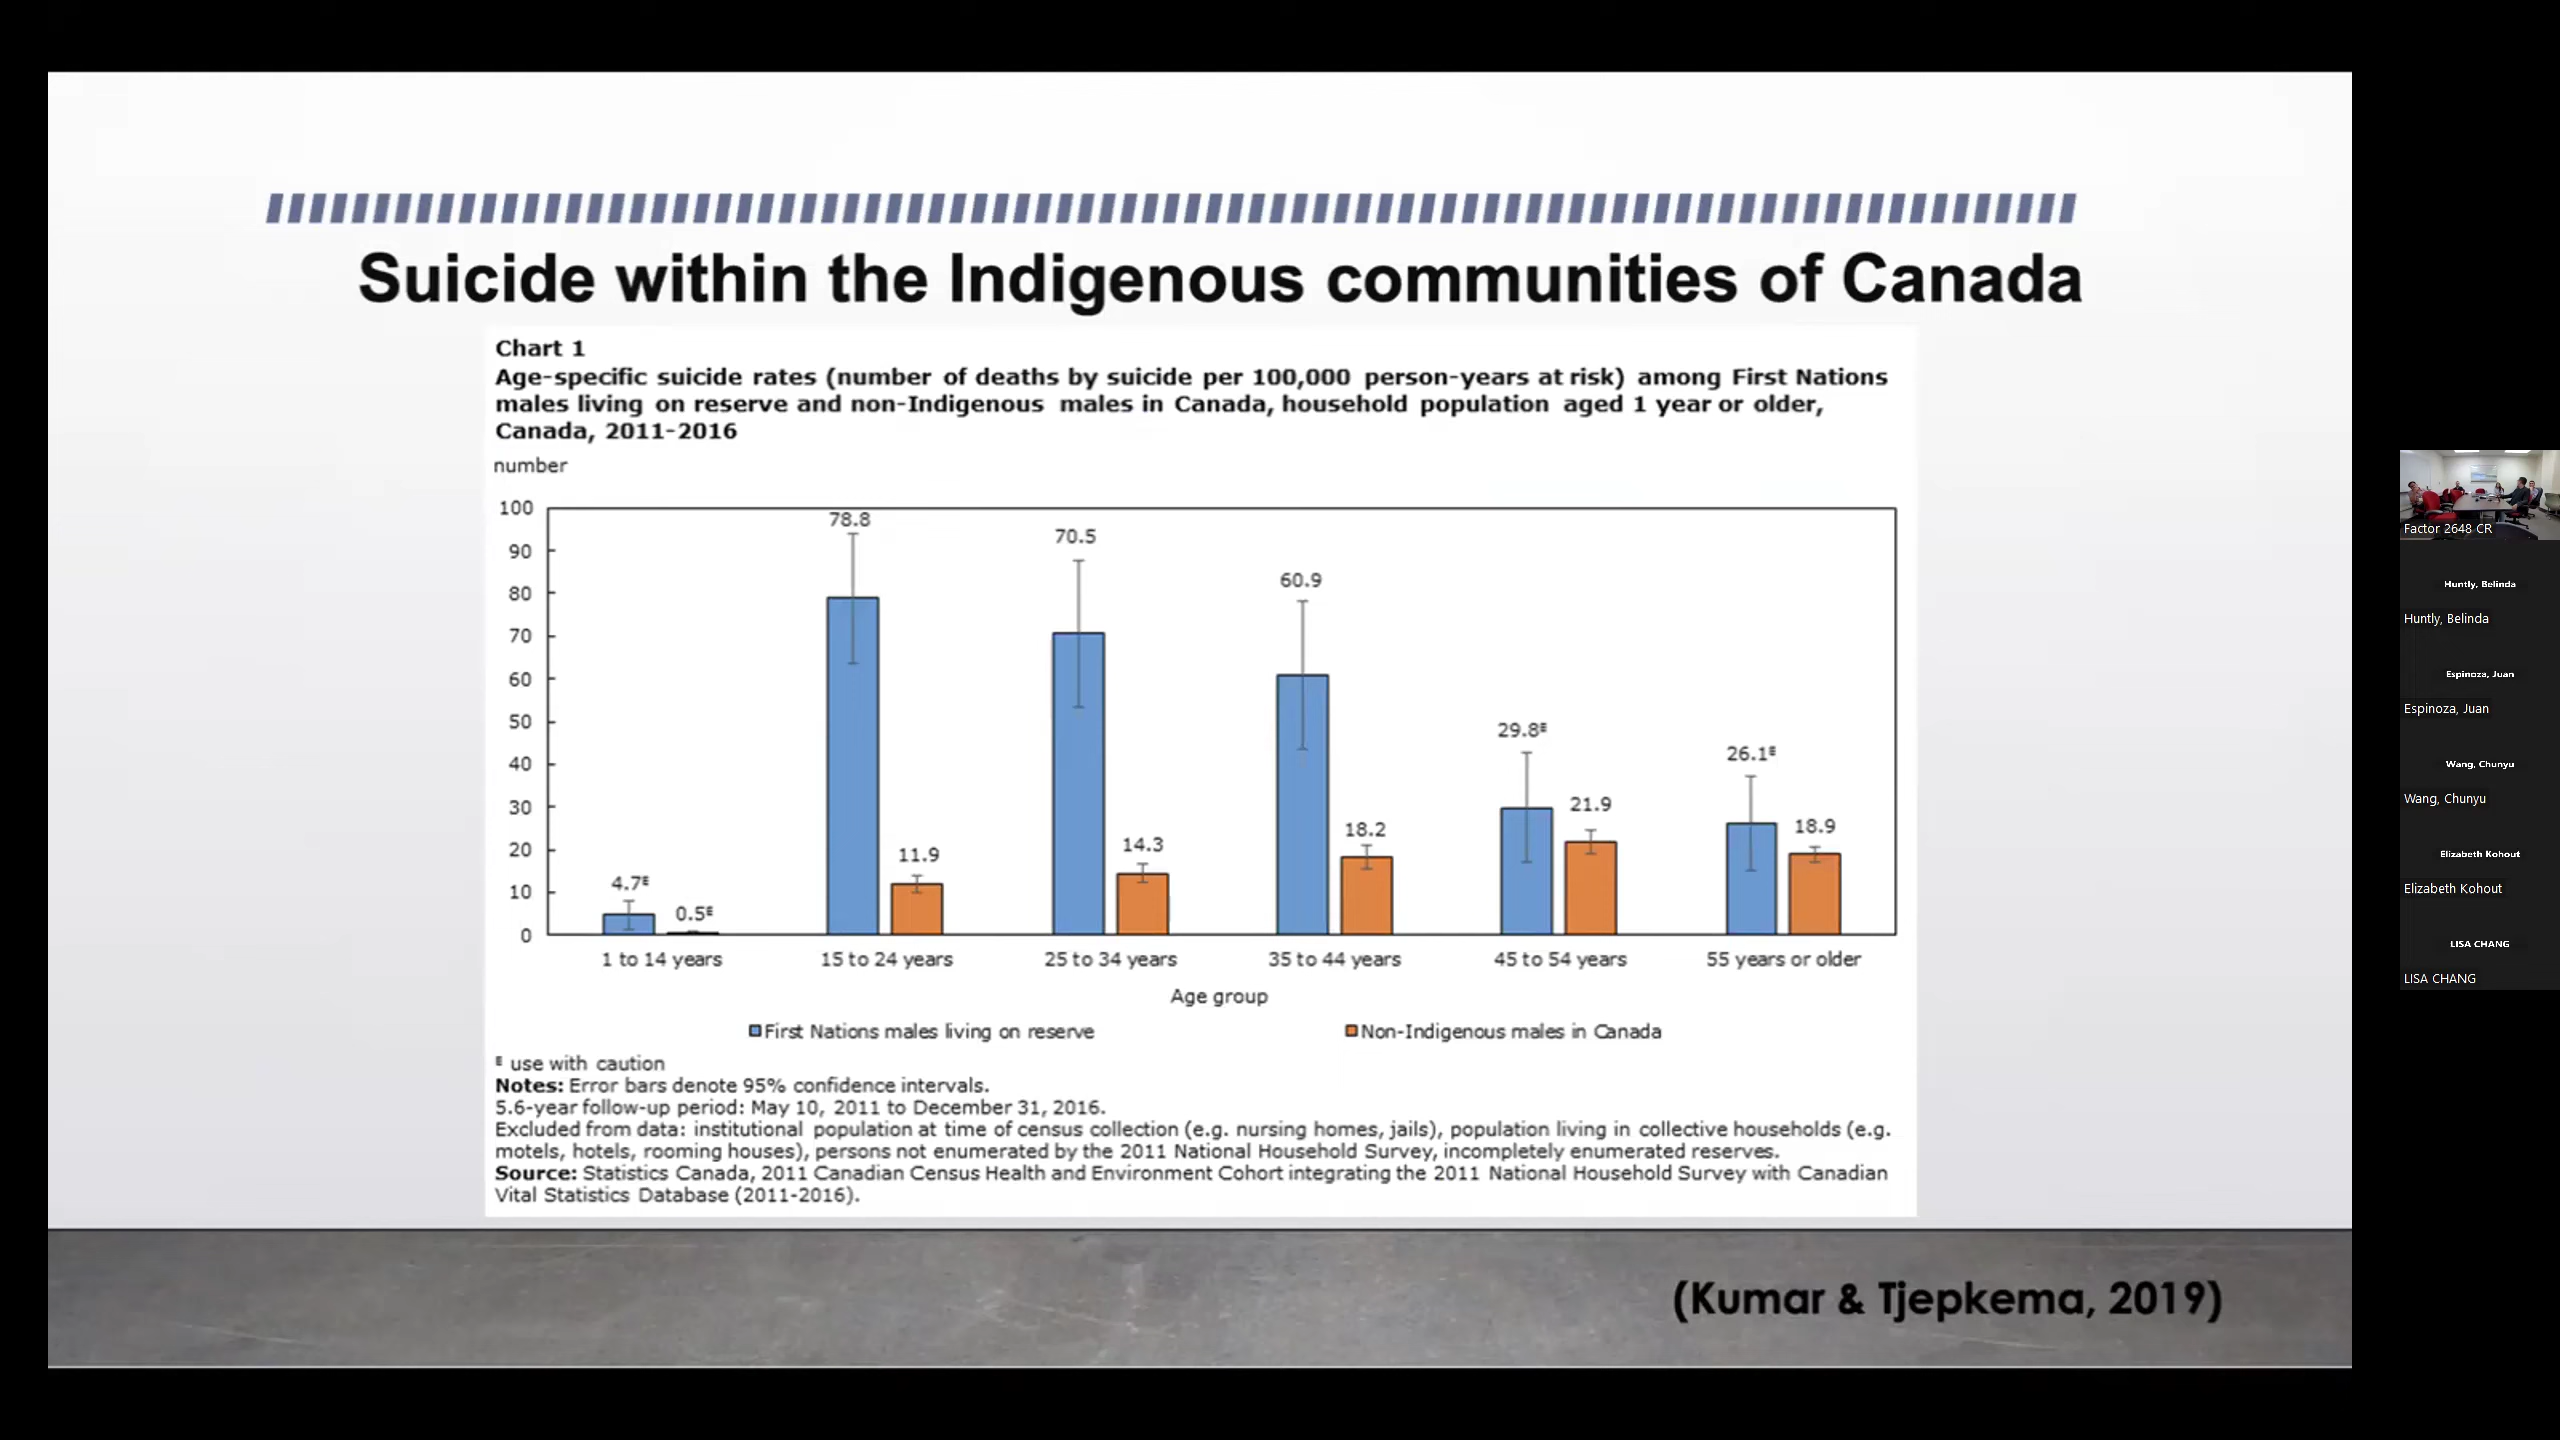 Suicide within the Indigenous communities of Canada
Chart 1
Age-specific suicide rates (number of deaths by suicide per 100,000 person-years at risk) among First Nations
males living on reserve and non-Indigenous males in Canada, household population aged 1 year or older,
Canada, 2011-2016
number
100
90
80
70
60
50
40
30
20
10
0
4.7ᴱ
0.5ᴱ
78.8
11.9
70.5
14.3
60.9
18.2
29.8ᴱ
21.9
26.1ᴱ
18.9
1 to 14 years
15 to 24 years
25 to 34 years
35 to 44 years
45 to 54 years
55 years or older
Age group
First Nations males living on reserve
Non-Indigenous males in Canada
ᴱ use with caution
Notes: Error bars denote 95% confidence intervals.
5.6-year follow-up period: May 10, 2011 to December 31, 2016.
Excluded from data: institutional population at time of census collection (e.g. nursing homes, jails), population living in collective households (e.g.
motels, hotels, rooming houses), persons not enumerated by the 2011 National Household Survey, incompletely enumerated reserves.
Source: Statistics Canada, 2011 Canadian Census Health and Environment Cohort integrating the 2011 National Household Survey with Canadian
Vital Statistics Database (2011-2016).
(Kumar & Tjepkema, 2019)
Factor 2648 CR
Huntly, Belinda
Huntly, Belinda
Espinoza, Juan
Espinoza, Juan
Wang, Chunyu
Wang, Chunyu
Elizabeth Kohout
Elizabeth Kohout
LISA CHANG
LISA CHANG